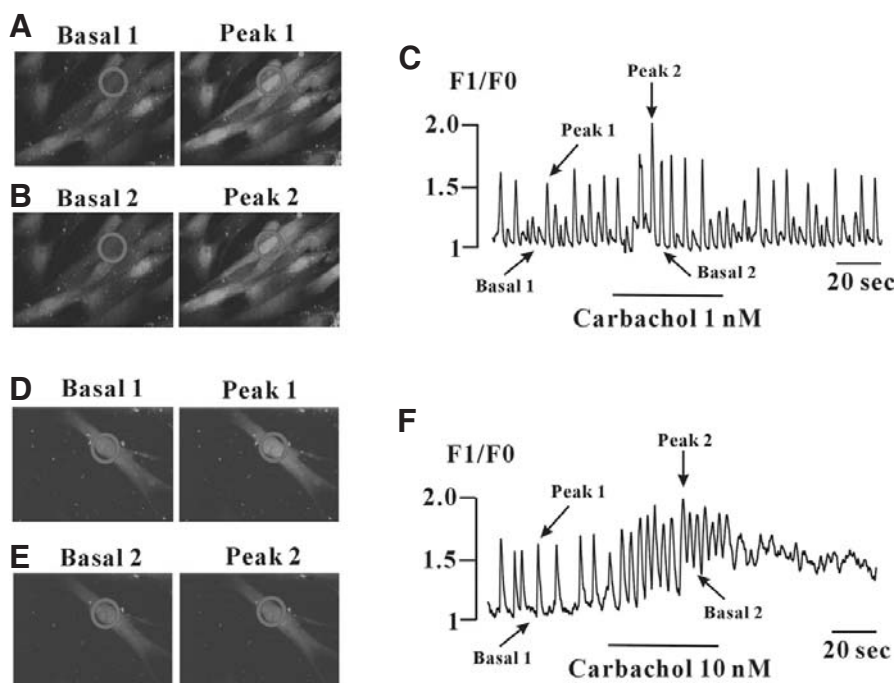 A
Basal 1 Peak 1
B
Basal 2 Peak 2
C
F1/F0
Peak 2
2.0
Peak 1
1.5
1
Basal 1
Basal 2
20 sec
Carbachol 1 nM
D
Basal 1 Peak 1
E
Basal 2 Peak 2
F
F1/F0
Peak 2
Peak 1
2.0
1.5
1
Basal 2
Basal 1
20 sec
Carbachol 10 nM